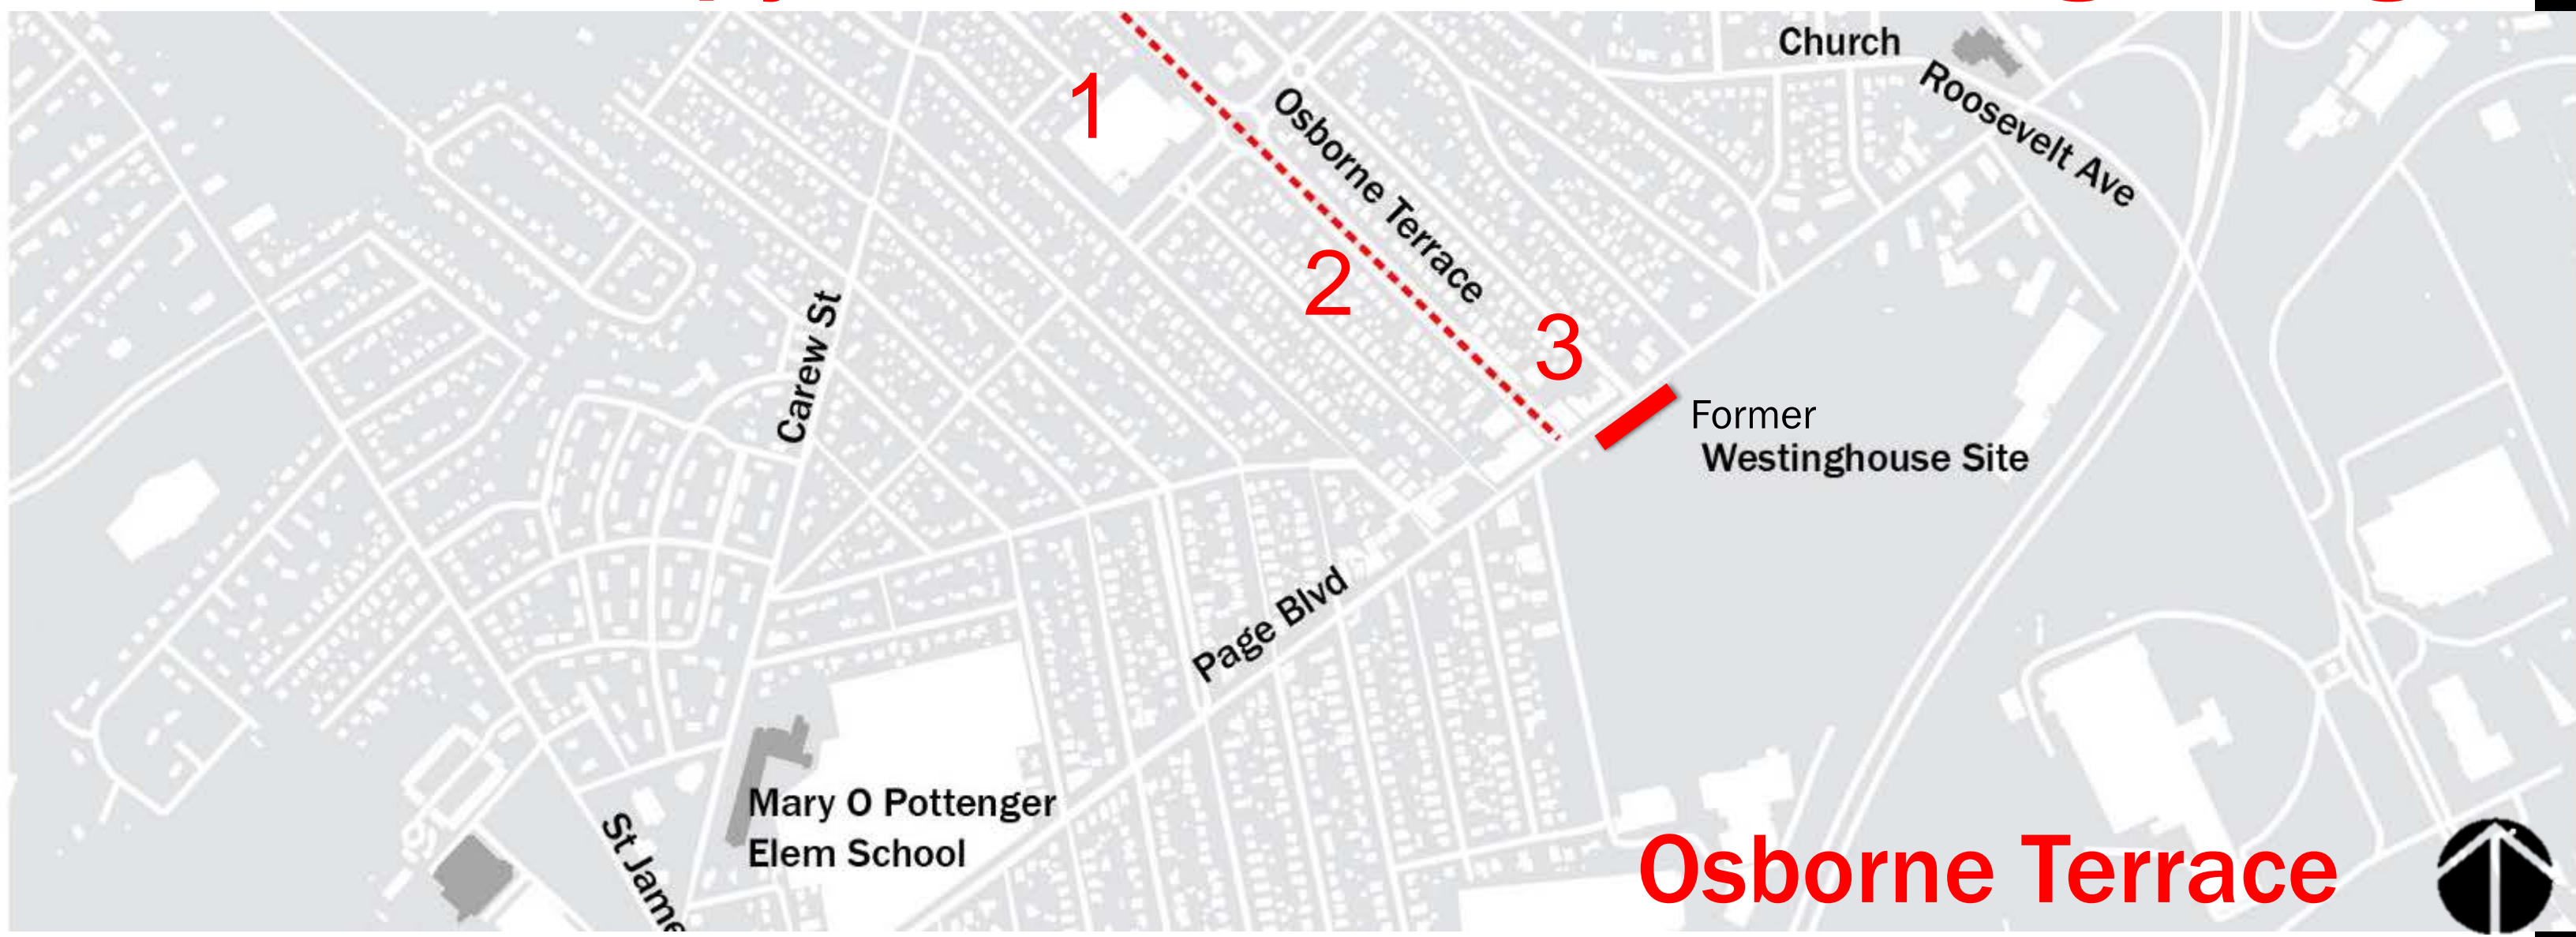 Church
Roosevelt Ave
1
Osborne Terrace
2
3
Carew St
Former
Westinghouse Site
Page Blvd
Mary O Pottenger
Elem School
St Jame
Osborne Terrace